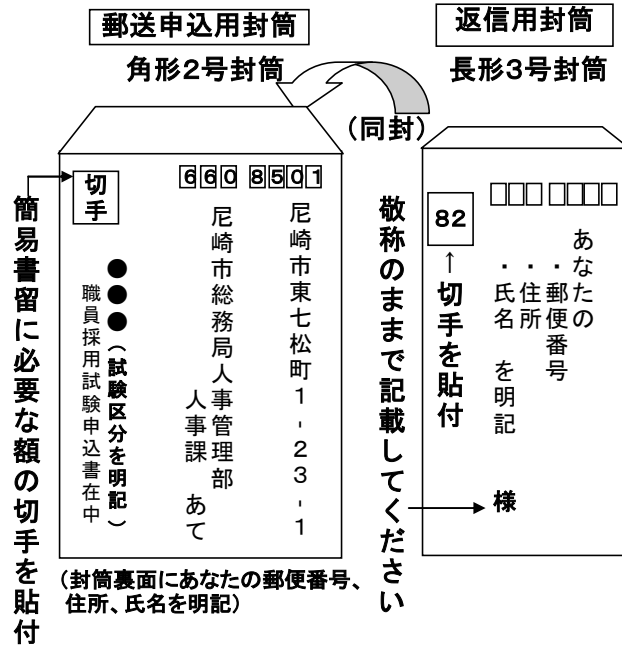 郵送申込用封筒
角形2号封筒
返信用封筒
長形3号封筒
(同封)
簡易書留に必要な額の切手を貼付
切手
660 8501
尼崎市東七松町1-23-1
尼崎市総務局人事管理部
人事課 あて
●●●(試験区分を明記)
職員採用試験申込書在中
(封筒裏面にあなたの郵便番号、
住所、氏名を明記)
敬称のままで記載してください
82
↑切手を貼付
あなたの
・郵便番号
・住所
・氏名 を明記
様